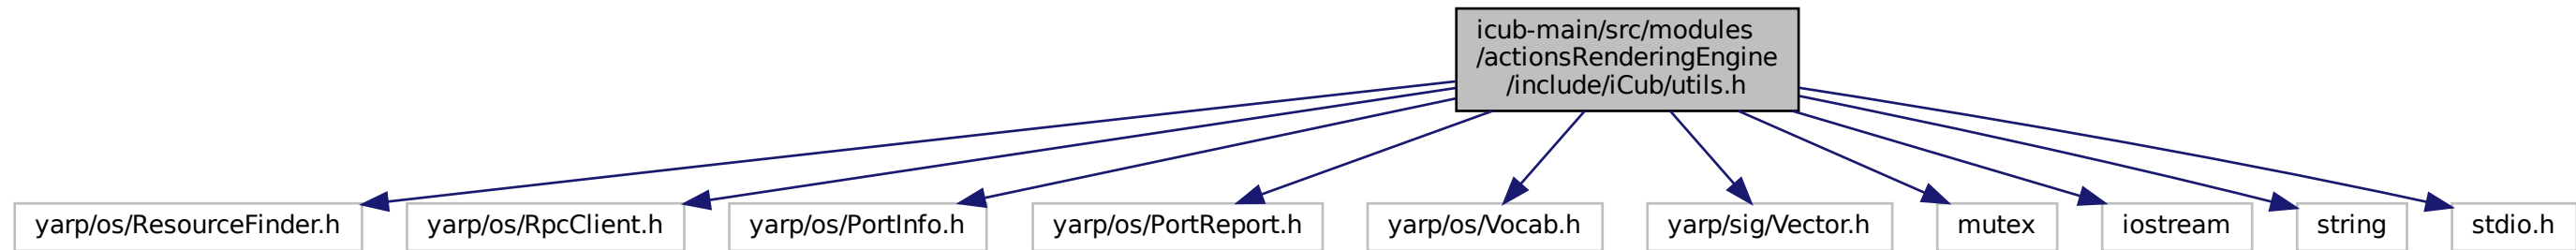 icub-main/src/modules
/actionsRenderingEngine
/include/iCub/utils.h
yarp/os/ResourceFinder.h
yarp/os/RpcClient.h
yarp/os/PortInfo.h
yarp/os/PortReport.h
yarp/os/Vocab.h
yarp/sig/Vector.h
mutex
iostream
string
stdio.h